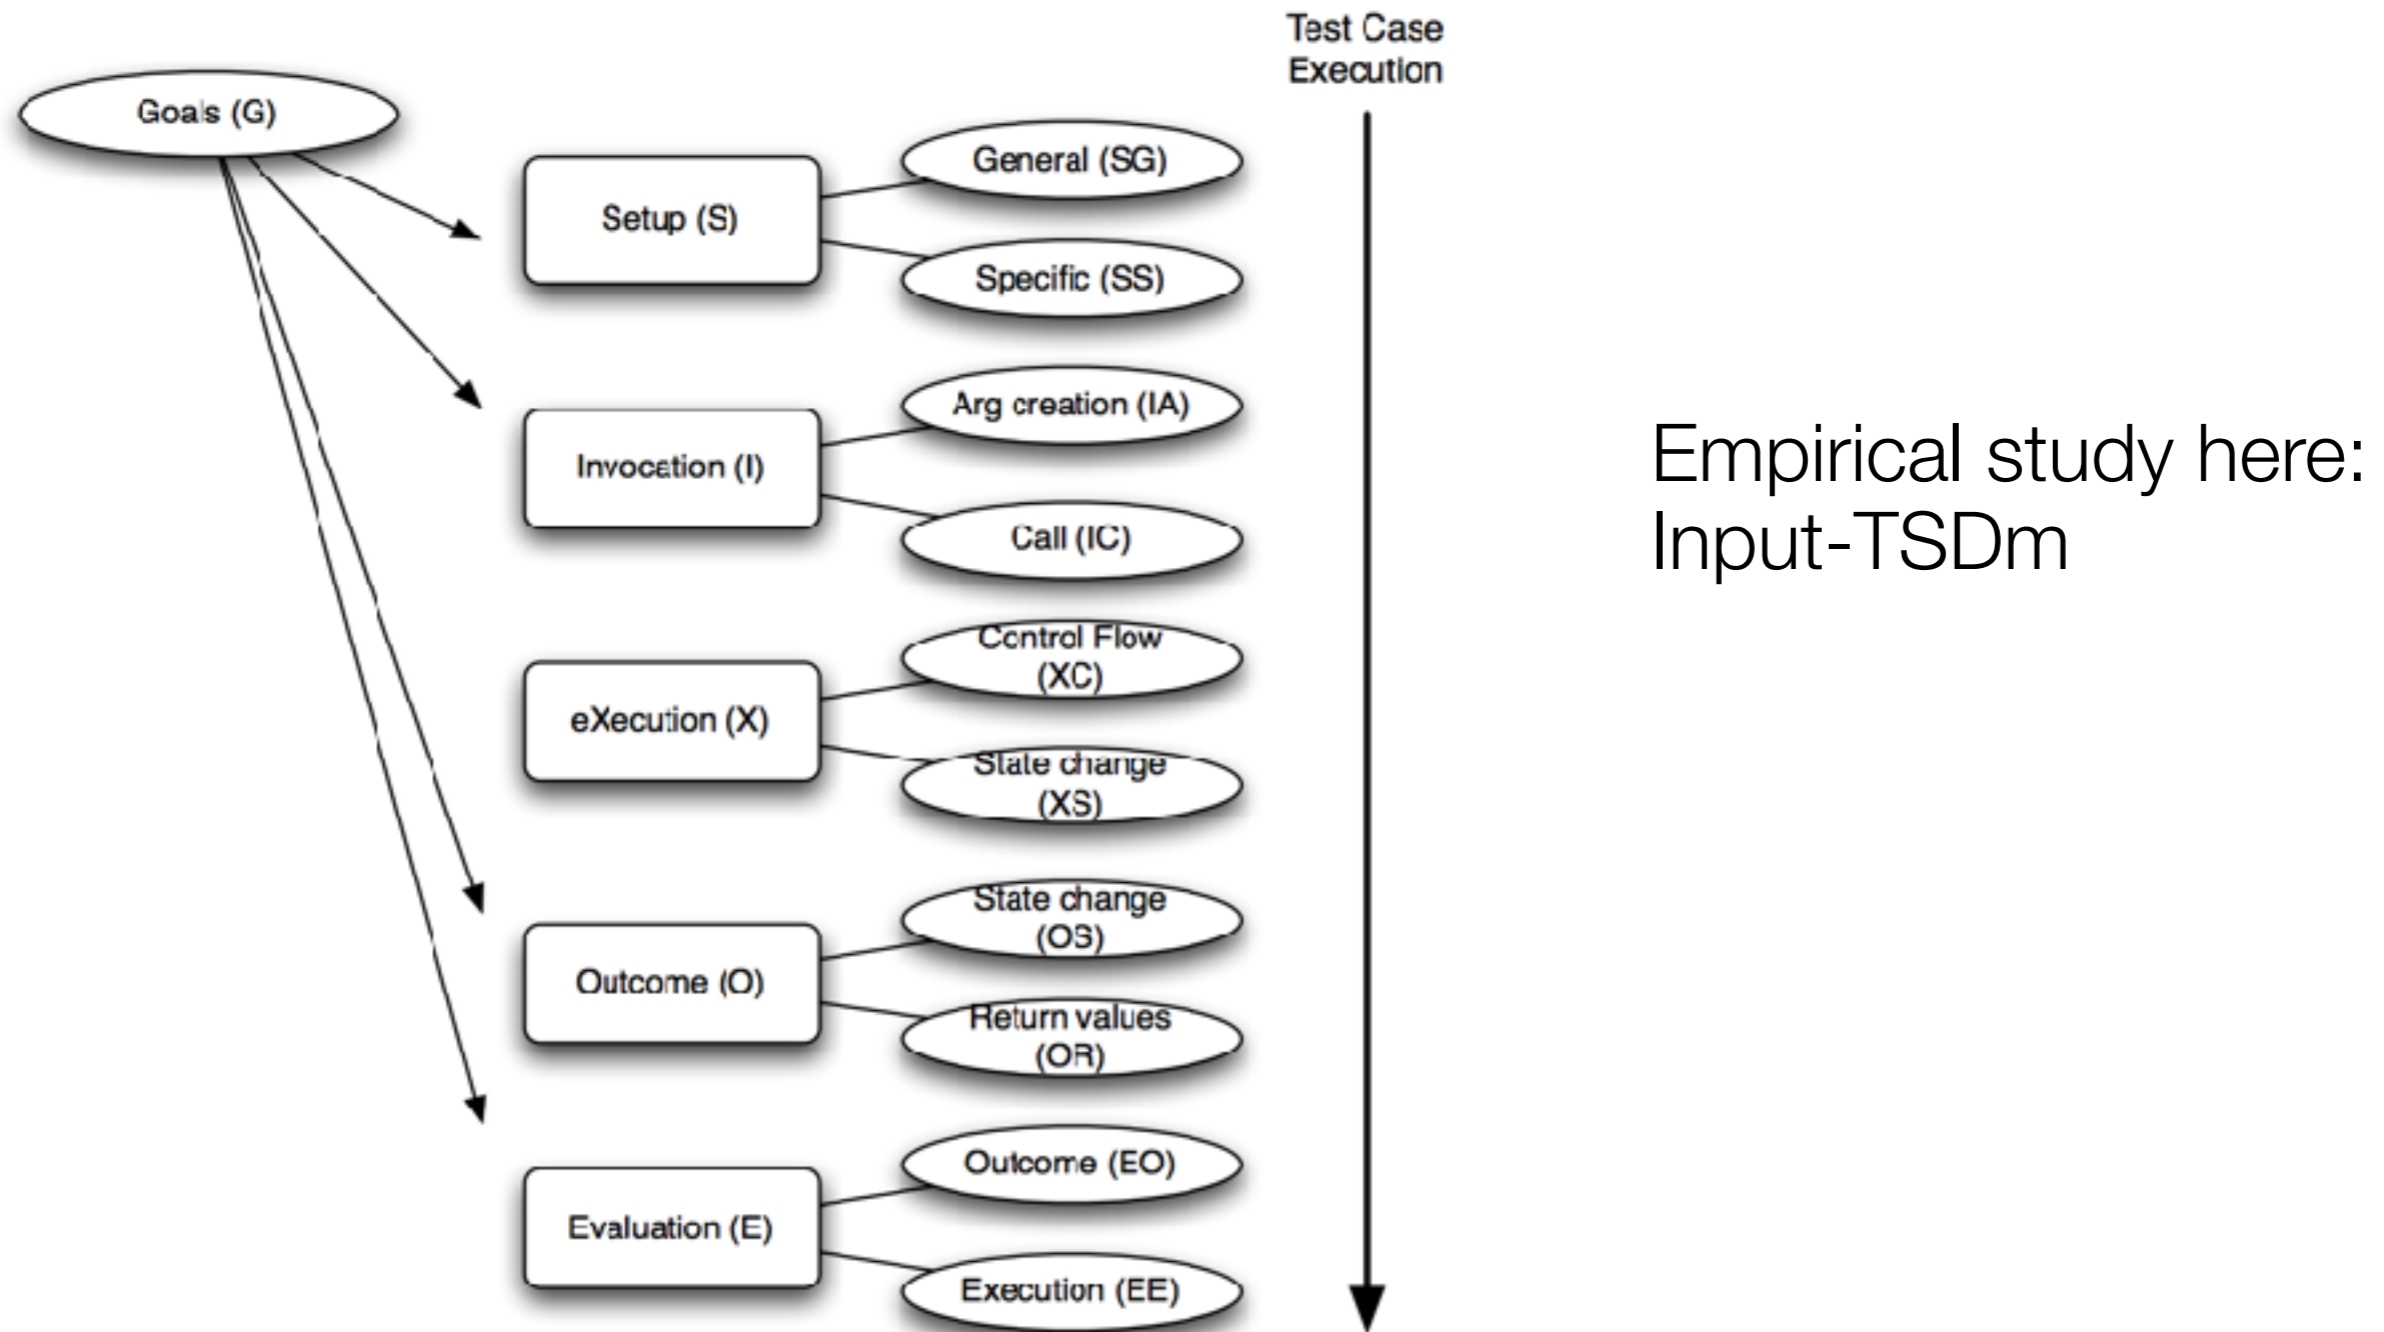 Test Case
Execution
Goals (G)
Setup (S)
General (SG)
Specific (SS)
Invocation (I)
Arg creation (IA)
Call (IC)
eXecution (X)
Control Flow
(XC)
State change
(XS)
Outcome (O)
State change
(OS)
Return values
(OR)
Evaluation (E)
Outcome (EO)
Execution (EE)
Empirical study here:
Input-TSDm